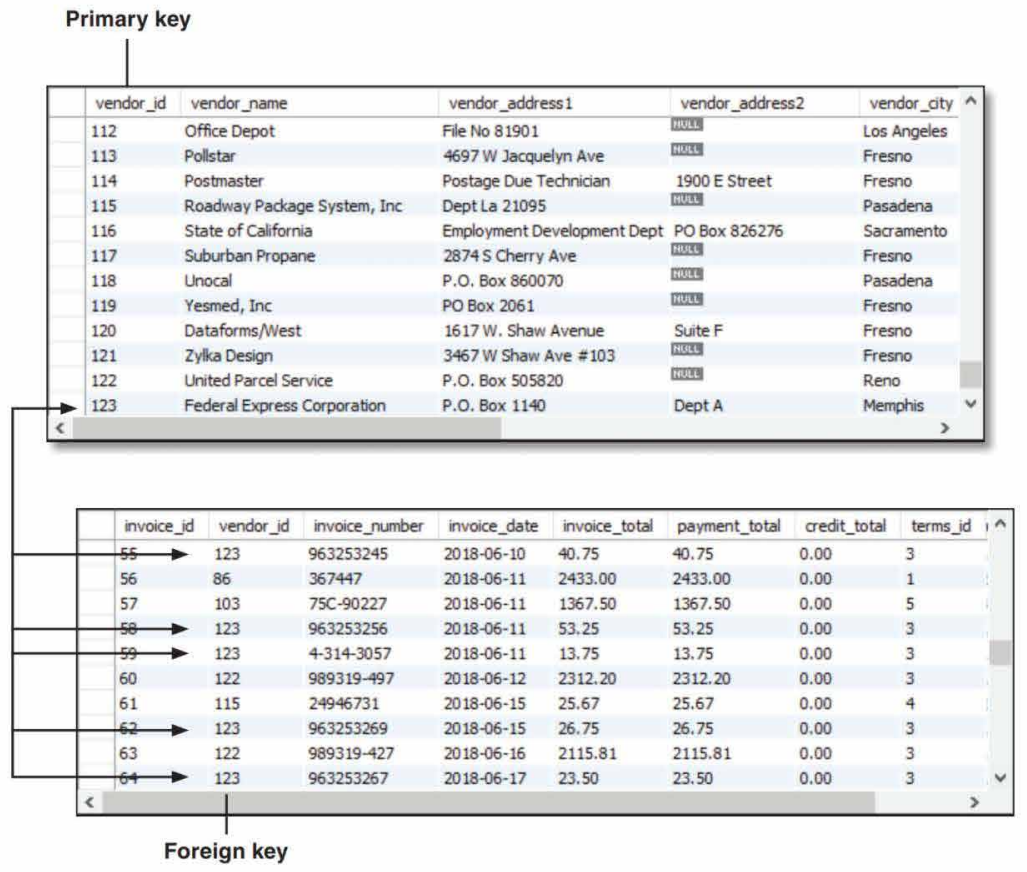 Primary key
vendor_id vendor_name vendor_address1 vendor_address2 vendor_city
112 Office Depot File No 81901 NULL Los Angeles
113 Pollstar 4697 W Jacquelyn Ave NULL Fresno
114 Postmaster Postage Due Technician 1900 E Street Fresno
115 Roadway Package System, Inc Dept La 21095 NULL Pasadena
116 State of California Employment Development Dept PO Box 826276 Sacramento
117 Suburban Propane 2874 S Cherry Ave NULL Fresno
118 Unocal P.O. Box 860070 NULL Pasadena
119 Yesmed, Inc PO Box 2061 NULL Fresno
120 Dataforms/West 1617 W. Shaw Avenue Suite F Fresno
121 Zylka Design 3467 W Shaw Ave #103 NULL Fresno
122 United Parcel Service P.O. Box 505820 NULL Reno
123 Federal Express Corporation P.O. Box 1140 Dept A Memphis
invoice_id vendor_id invoice_number invoice_date invoice_total payment_total credit_total terms_id
55 123 963253245 2018-06-10 40.75 40.75 0.00 3
56 86 367447 2018-06-11 2433.00 2433.00 0.00 1
57 103 75C-90227 2018-06-11 1367.50 1367.50 0.00 5
58 123 963253256 2018-06-11 53.25 53.25 0.00 3
59 123 4-314-3057 2018-06-11 13.75 13.75 0.00 3
60 122 989319-497 2018-06-12 2312.20 2312.20 0.00 3
61 115 24946731 2018-06-15 25.67 25.67 0.00 4
62 123 963253269 2018-06-15 26.75 26.75 0.00 3
63 122 989319-427 2018-06-16 2115.81 2115.81 0.00 3
64 123 963253267 2018-06-17 23.50 23.50 0.00 3
Foreign key